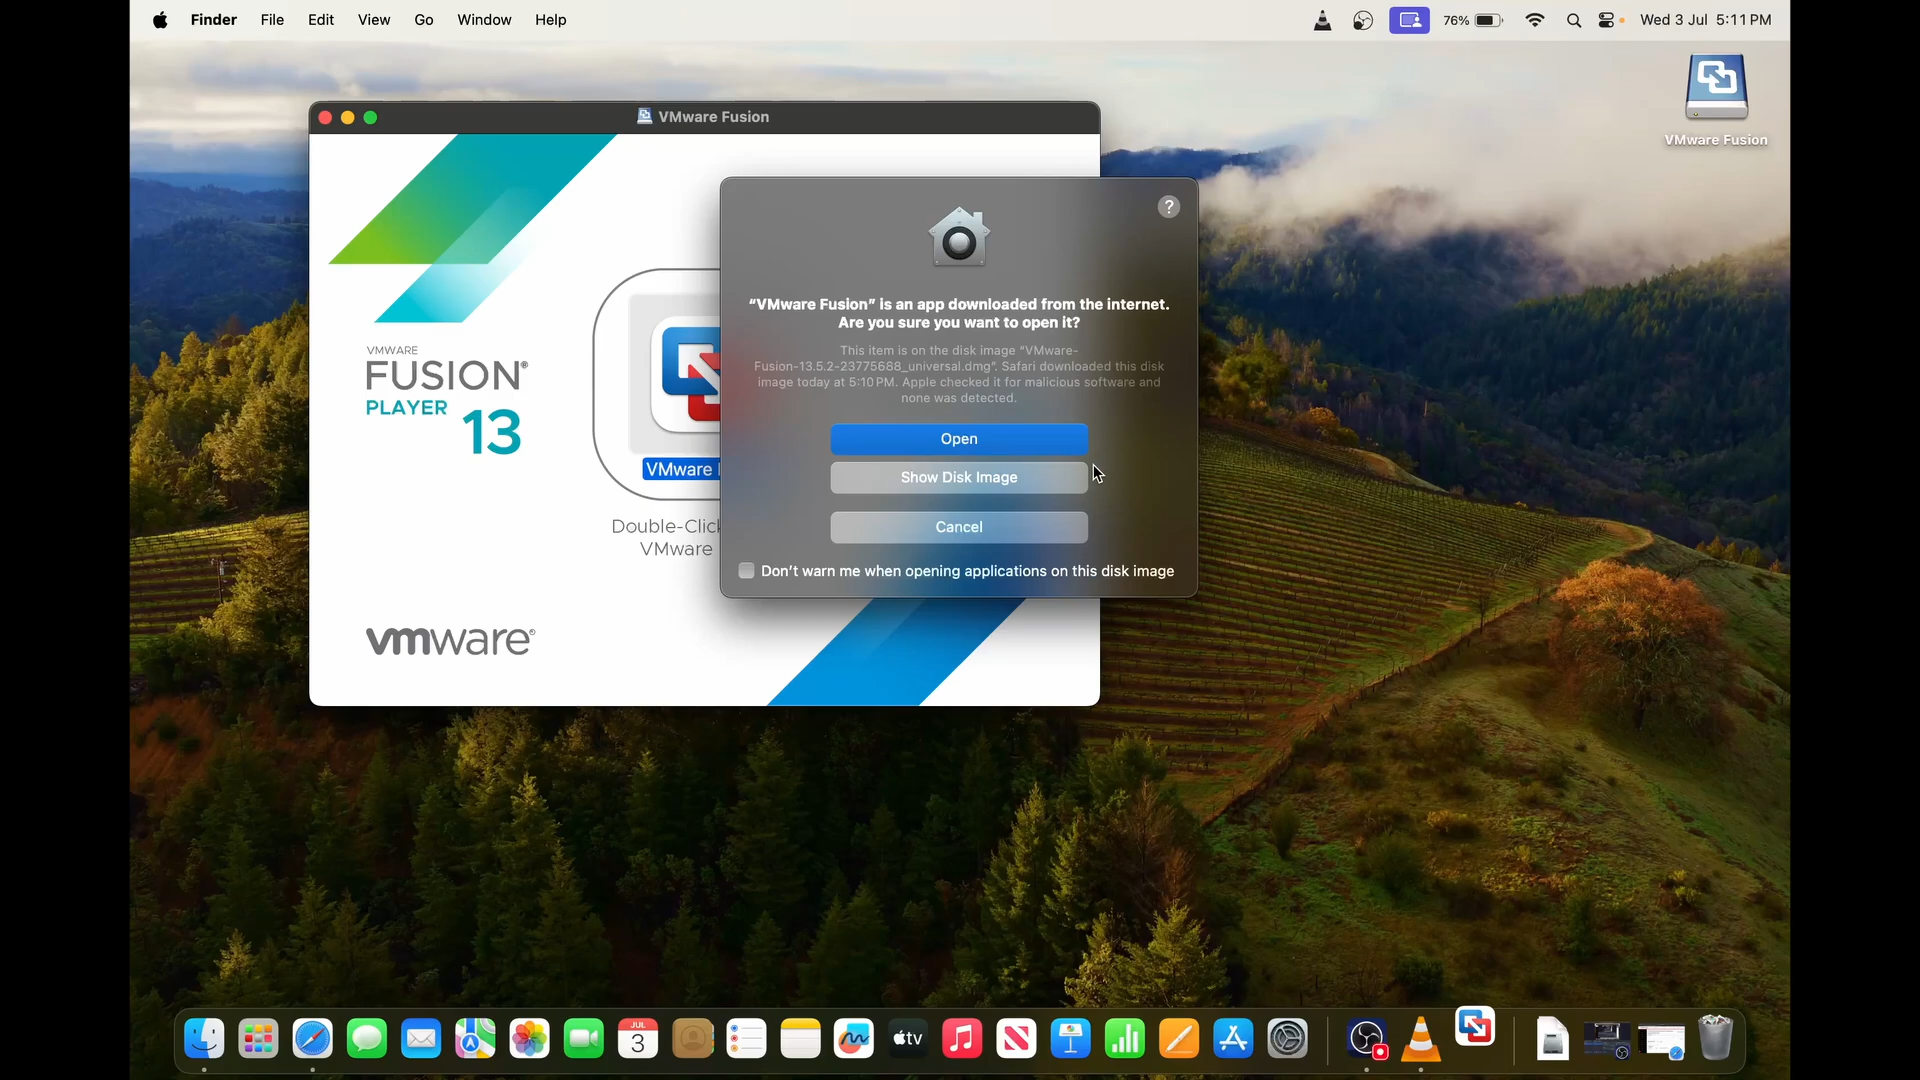 Finder File Edit View Go Window Help
76% Wed 3 Jul 5:11 PM
VMware Fusion
VMware Fusion
?
“VMware Fusion” is an app downloaded from the internet.
Are you sure you want to open it?
This item is on the disk image “VMware-
Fusion-13.5.2-23775688_universal.dmg”. Safari downloaded this disk
image today at 5:10 PM. Apple checked it for malicious software and
none was detected.
Open
Show Disk Image
Cancel
Don’t warn me when opening applications on this disk image
VMWARE
FUSION®
PLAYER
13
VMware
Double-Click
VMware
vmware®
JUL
3
tv